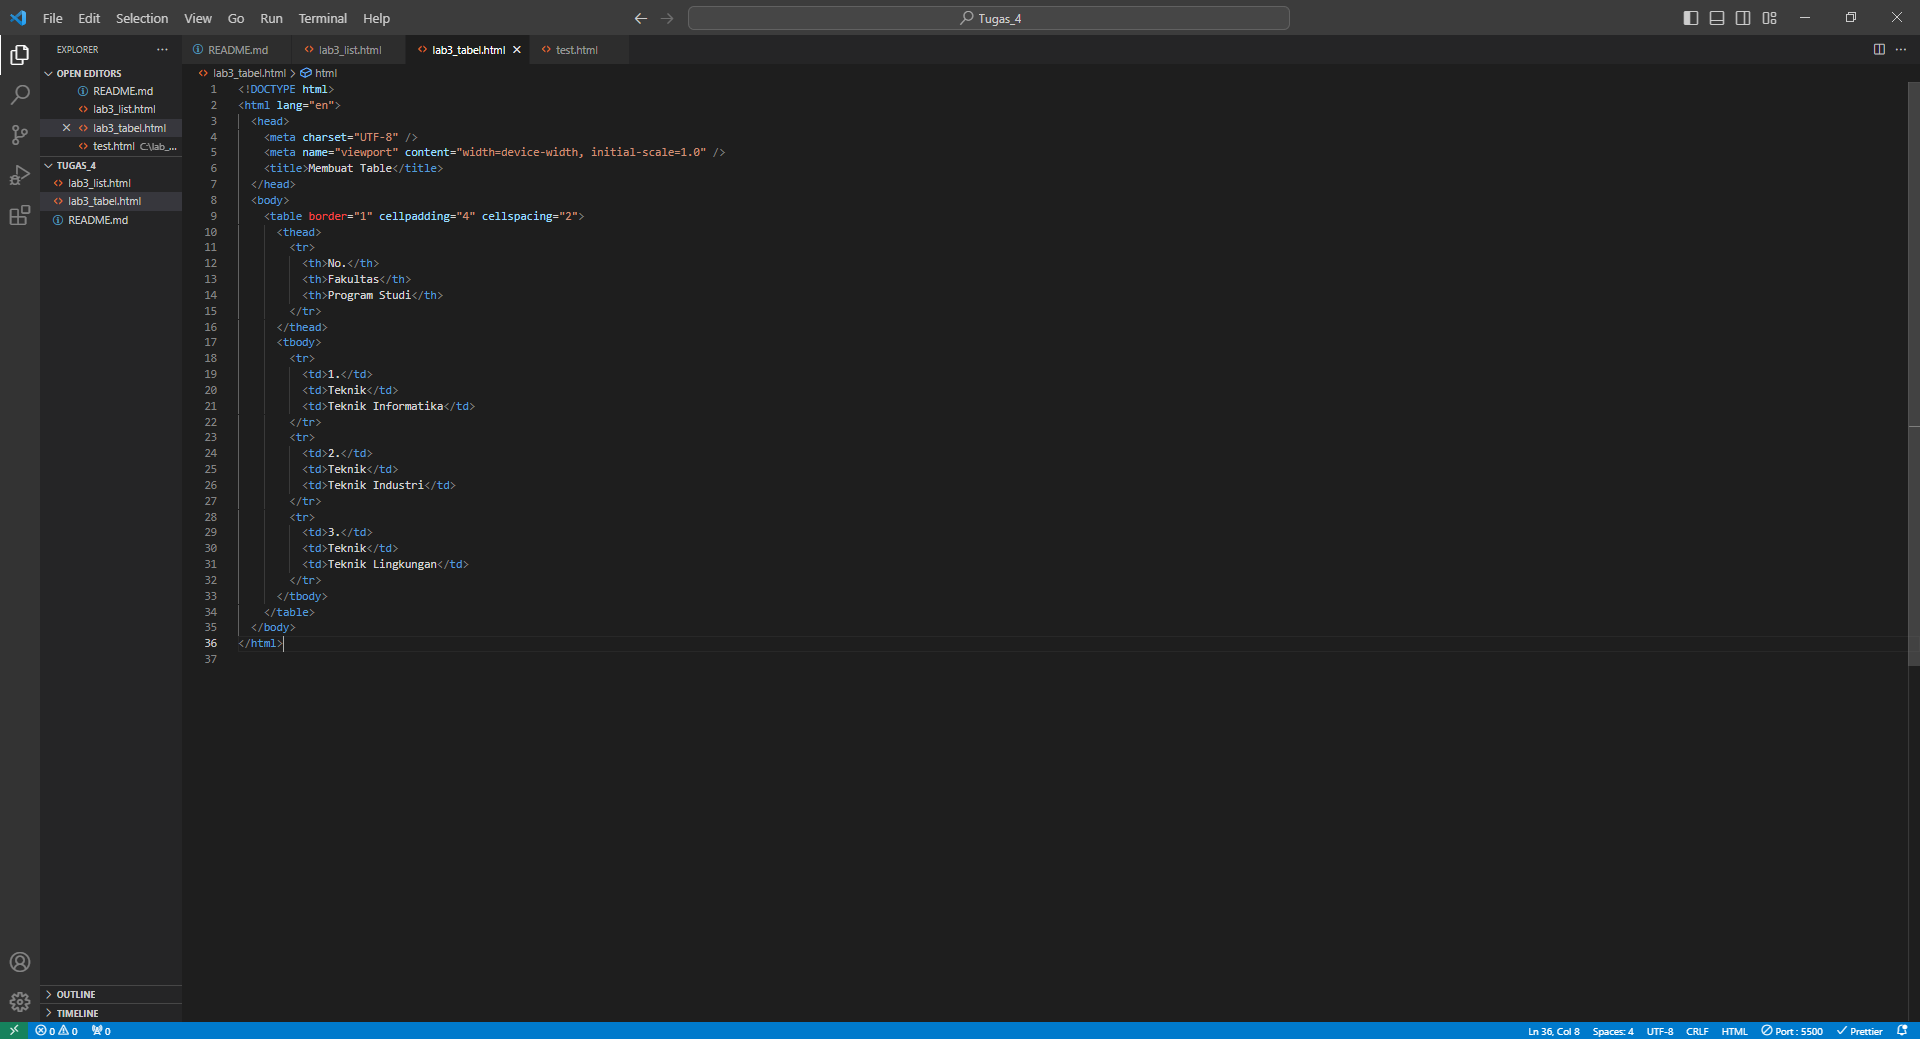 File Edit Selection View Go Run Terminal Help
Tugas_4
EXPLORER
OPEN EDITORS
README.md
lab3_list.html
lab3_tabel.html
test.html C:\lab_...
TUGAS_4
lab3_list.html
lab3_tabel.html
README.md
OUTLINE
TIMELINE
README.md lab3_list.html lab3_tabel.html test.html
lab3_tabel.html > html
1 <!DOCTYPE html>
2 <html lang="en">
3 <head>
4 <meta charset="UTF-8" />
5 <meta name="viewport" content="width=device-width, initial-scale=1.0" />
6 <title>Membuat Table</title>
7 </head>
8 <body>
9 <table border="1" cellpadding="4" cellspacing="2">
10 <thead>
11 <tr>
12 <th>No.</th>
13 <th>Fakultas</th>
14 <th>Program Studi</th>
15 </tr>
16 </thead>
17 <tbody>
18 <tr>
19 <td>1.</td>
20 <td>Teknik</td>
21 <td>Teknik Informatika</td>
22 </tr>
23 <tr>
24 <td>2.</td>
25 <td>Teknik</td>
26 <td>Teknik Industri</td>
27 </tr>
28 <tr>
29 <td>3.</td>
30 <td>Teknik</td>
31 <td>Teknik Lingkungan</td>
32 </tr>
33 </tbody>
34 </table>
35 </body>
36 </html>
37
0 0 0 Ln 36, Col 8 Spaces: 4 UTF-8 CRLF HTML Port : 5500 Prettier